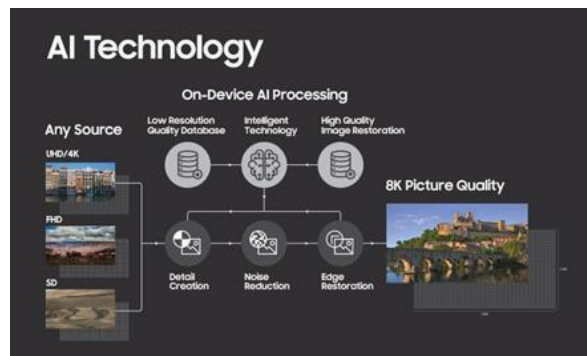 AI Technology
On-Device AI Processing
Low Resolution
Quality Database
Intelligent
Technology
High Quality
Image Restoration
Any Source
UHD/4K
FHD
SD
8K Picture Quality
Detail
Creation
Noise
Reduction
Edge
Restoration